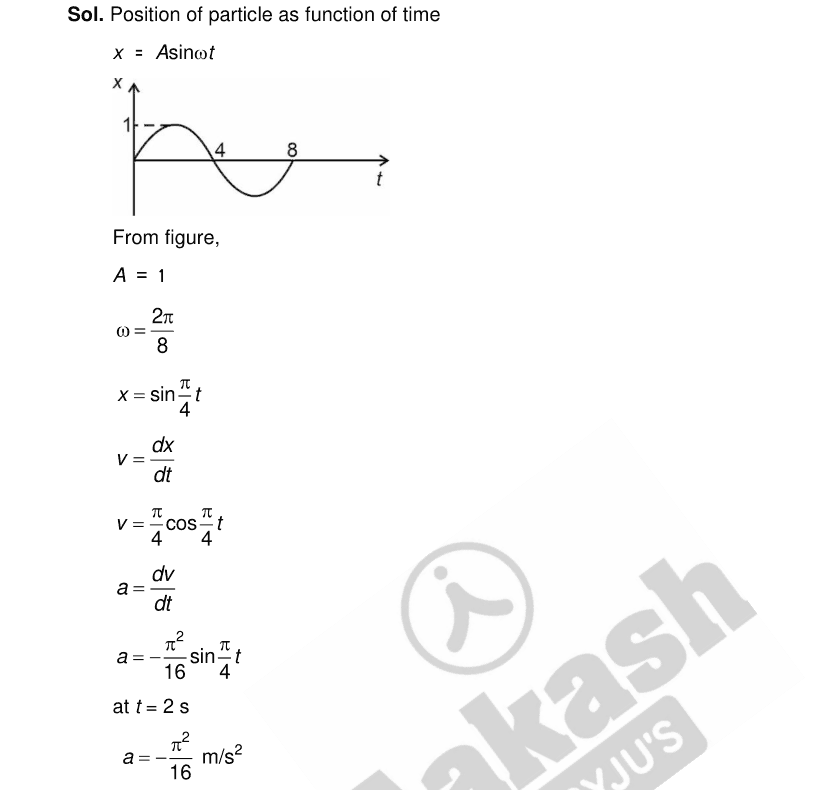 Sol. Position of particle as function of time
x = Asinωt
x
1
4
8
t
From figure,
A = 1
ω = 2π/8
x = sin π/4 t
v = dx/dt
v = π/4 cos π/4 t
a = dv/dt
a = −π²/16 sin π/4 t
at t = 2 s
a = −π²/16 m/s²
akash
BYJU'S